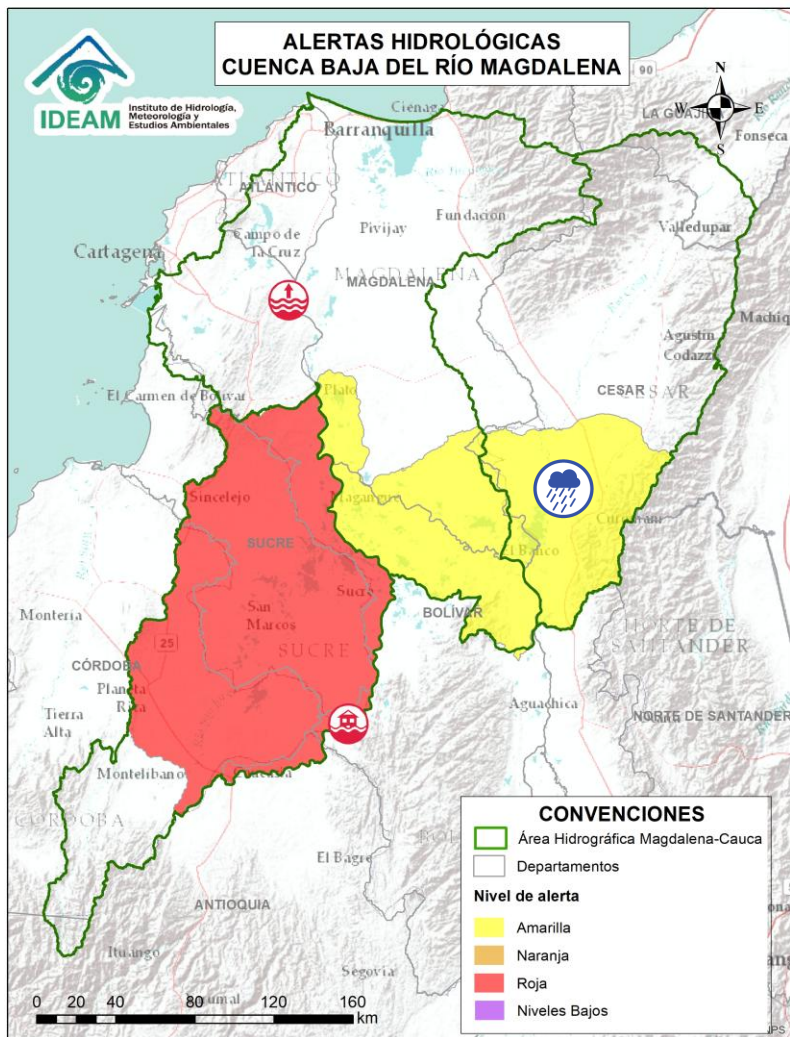 ALERTAS HIDROLÓGICAS
CUENCA BAJA DEL RÍO MAGDALENA
IDEAM
Instituto de Hidrología,
Meteorología y
Estudios Ambientales
N
W
E
S
90
LA GUAJIRA
Fonseca
Ciénaga
Barranquilla
ATLÁNTICO
Fundación
Pivijay
Valledupar
Campo de
la Cruz
Cartagena
MAGDALENA
MAGDALENA
Machiq
Agustín
Codazzi
CESAR
CESAR
El Carmen de Bolívar
Plato
Sincelejo
Magangué
Curumaní
SUCRE
El Banco
Sucre
San
Marcos
BOLÍVAR
Montería
NORTE DE
SANTANDER
SUCRE
25
CÓRDOBA
Planeta
Rica
Tierra
Alta
Aguachica
NORTE DE SANTANDER
Montelíbano
CÓRDOBA
El Bagre
ANTIOQUIA
Ituango
Segovia
0 20 40 80 120 160
km
CONVENCIONES
Área Hidrográfica Magdalena-Cauca
Departamentos
Nivel de alerta
Amarilla
Naranja
Roja
Niveles Bajos